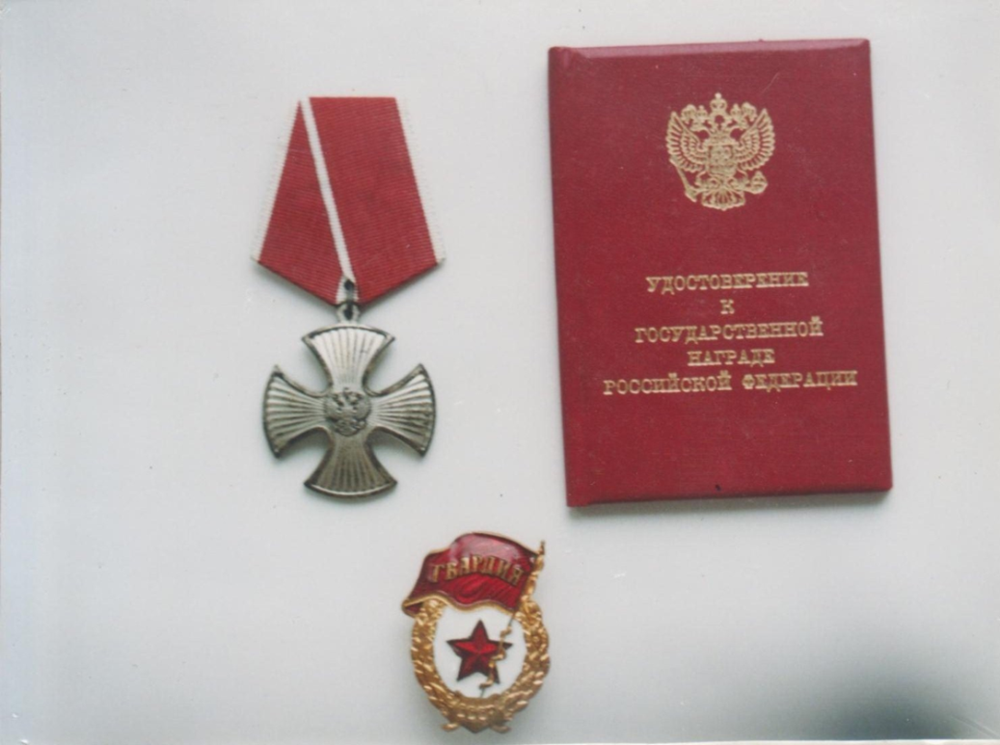 УДОСТОВЕРЕНИЕ
К
ГОСУДАРСТВЕННОЙ
НАГРАДЕ
РОССИЙСКОЙ ФЕДЕРАЦИИ
ГВАРДИЯ